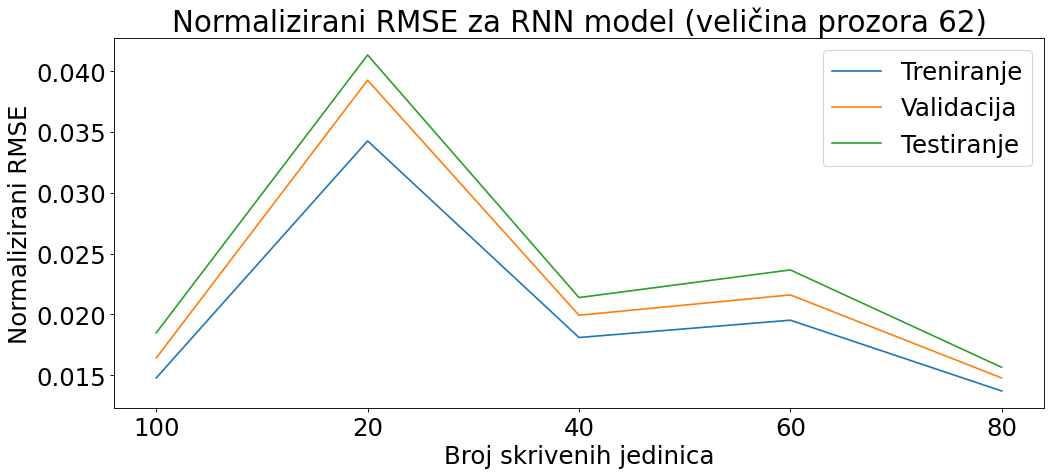 Normalizirani RMSE za RNN model (veličina prozora 62)
Treniranje
Validacija
Testiranje
Normalizirani RMSE
0.040
0.035
0.030
0.025
0.020
0.015
100 20 40 60 80
Broj skrivenih jedinica